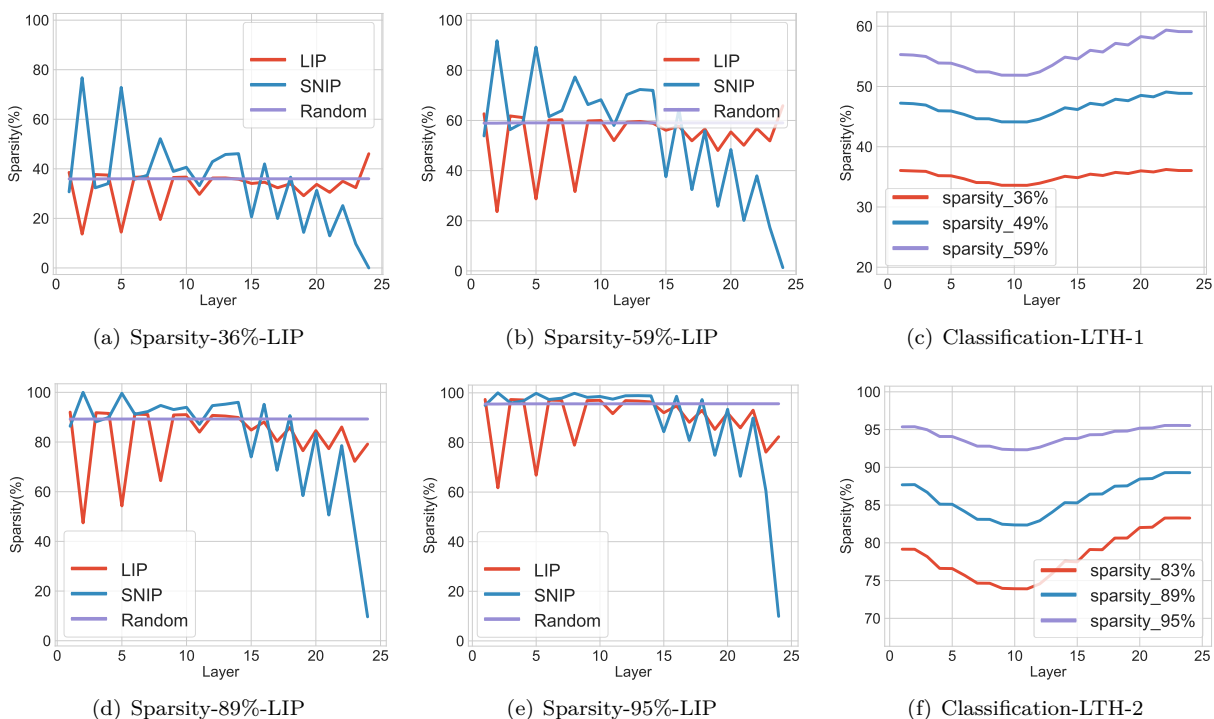 100
80
60
40
20
0
Sparsity(%)
LIP
SNIP
Random
0 5 10 15 20 25
Layer
(a) Sparsity-36%-LIP
100
80
60
40
20
0
Sparsity(%)
LIP
SNIP
Random
0 5 10 15 20 25
Layer
(b) Sparsity-59%-LIP
60
50
40
30
20
Sparsity(%)
sparsity_36%
sparsity_49%
sparsity_59%
0 5 10 15 20 25
Layer
(c) Classification-LTH-1
100
80
60
40
20
0
Sparsity(%)
LIP
SNIP
Random
0 5 10 15 20 25
Layer
(d) Sparsity-89%-LIP
100
80
60
40
20
0
Sparsity(%)
LIP
SNIP
Random
0 5 10 15 20 25
Layer
(e) Sparsity-95%-LIP
100
95
90
85
80
75
70
Sparsity(%)
sparsity_83%
sparsity_89%
sparsity_95%
0 5 10 15 20 25
Layer
(f) Classification-LTH-2